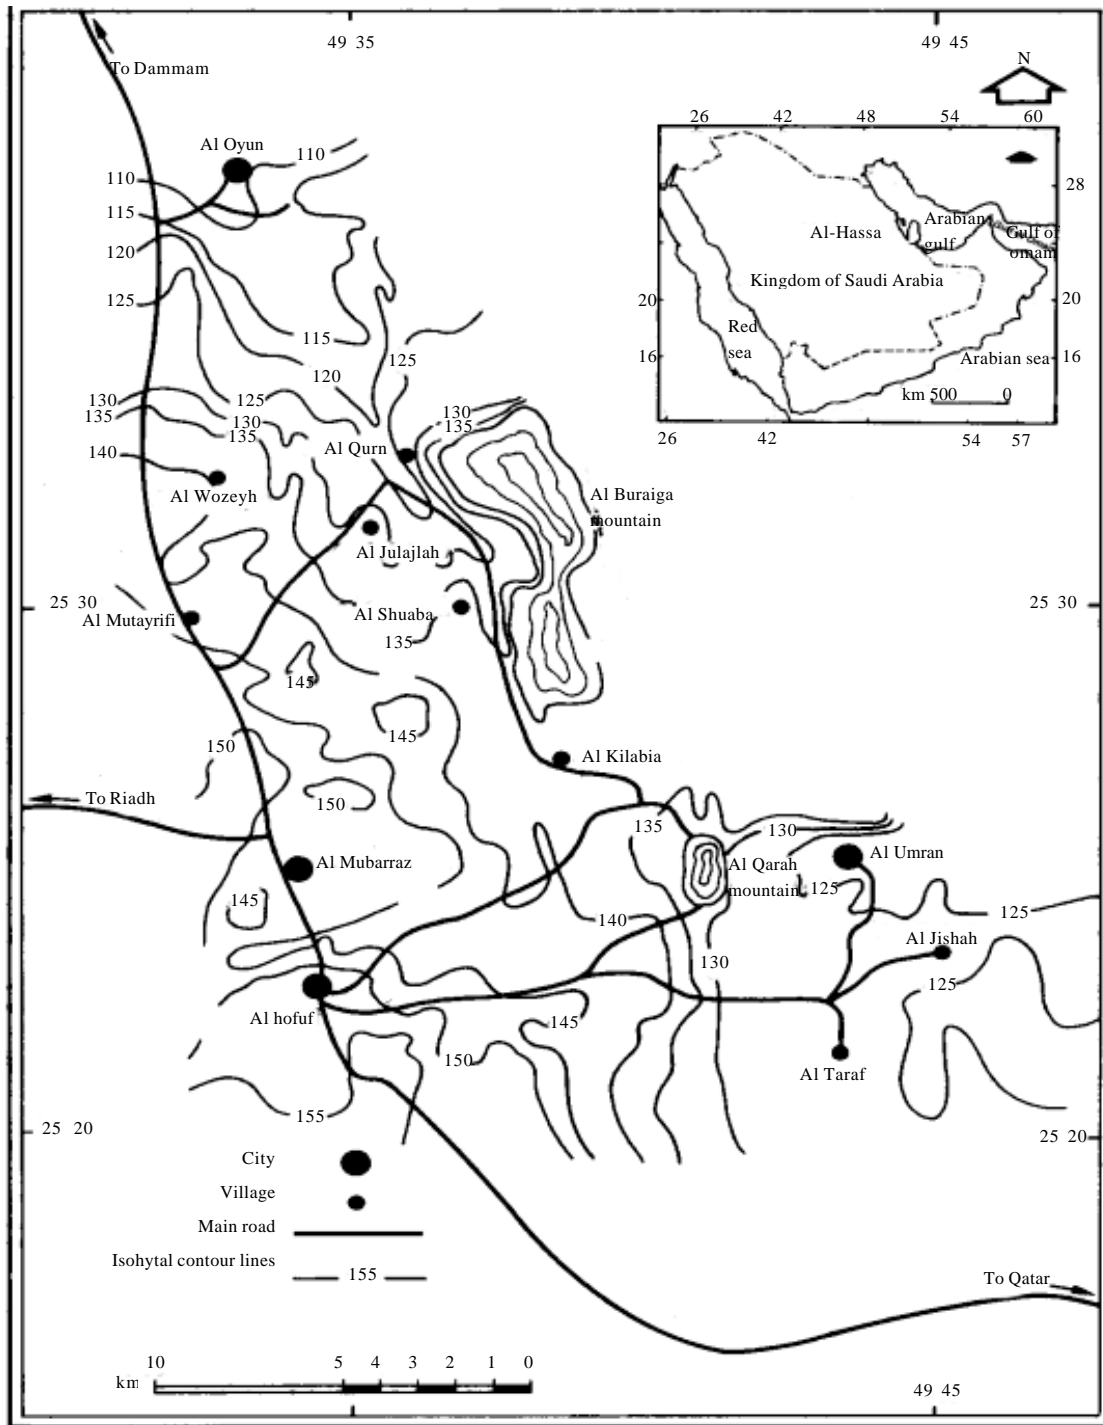 49 35
49 45
N
To Dammam
26 42 48 54 60
Al Oyun
110
110
28
115
120
Al-Hassa
Arabian
gulf
Gulf of
omam
125
Kingdom of Saudi Arabia
20
20
115
Red
sea
125
16
Arabian sea
16
120
km 500 0
130
125
130
135
130
135
135
26 42 54 57
140
Al Qurn
Al Wozeyh
Al Buraiga
mountain
Al Julajlah
25 30
25 30
Al Mutayrifi
Al Shuaba
135
145
145
150
Al Kilabia
To Riadh
150
135
130
Al Mubarraz
Al Qarah
mountain
Al Umran
125
145
140
125
Al Jishah
130
125
Al hofuf
145
150
Al Taraf
155
25 20
25 20
City
Village
Main road
Isohytal contour lines
155
To Qatar
10 5 4 3 2 1 0
km
49 45